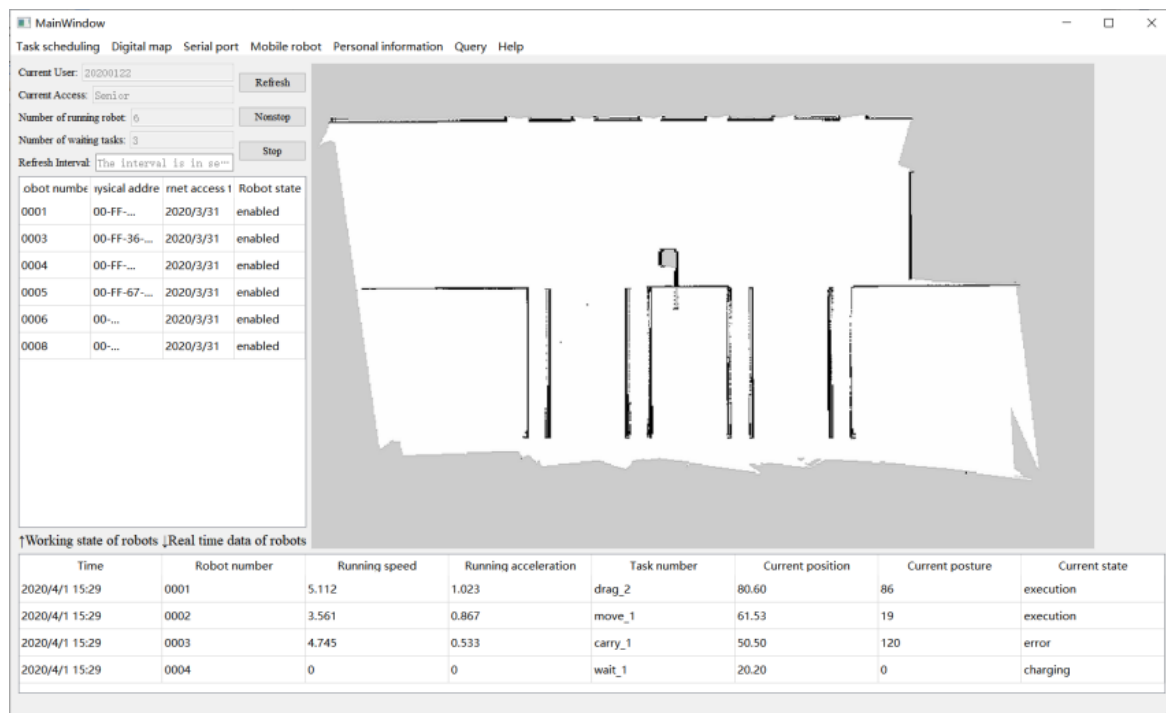 MainWindow
Task scheduling Digital map Serial port Mobile robot Personal information Query Help
Current User: 20200122
Refresh
Current Access: Senior
Number of running robot: 6
Nonstop
Number of waiting tasks: 3
Stop
Refresh Interval: The interval is in se…
obot numbe ysical addre rnet access t Robot state
0001 00-FF-... 2020/3/31 enabled
0003 00-FF-36-... 2020/3/31 enabled
0004 00-FF-... 2020/3/31 enabled
0005 00-FF-67-... 2020/3/31 enabled
0006 00-... 2020/3/31 enabled
0008 00-... 2020/3/31 enabled
↑Working state of robots ↓Real time data of robots
Time Robot number Running speed Running acceleration Task number Current position Current posture Current state
2020/4/1 15:29 0001 5.112 1.023 drag_2 80.60 86 execution
2020/4/1 15:29 0002 3.561 0.867 move_1 61.53 19 execution
2020/4/1 15:29 0003 4.745 0.533 carry_1 50.50 120 error
2020/4/1 15:29 0004 0 0 wait_1 20.20 0 charging